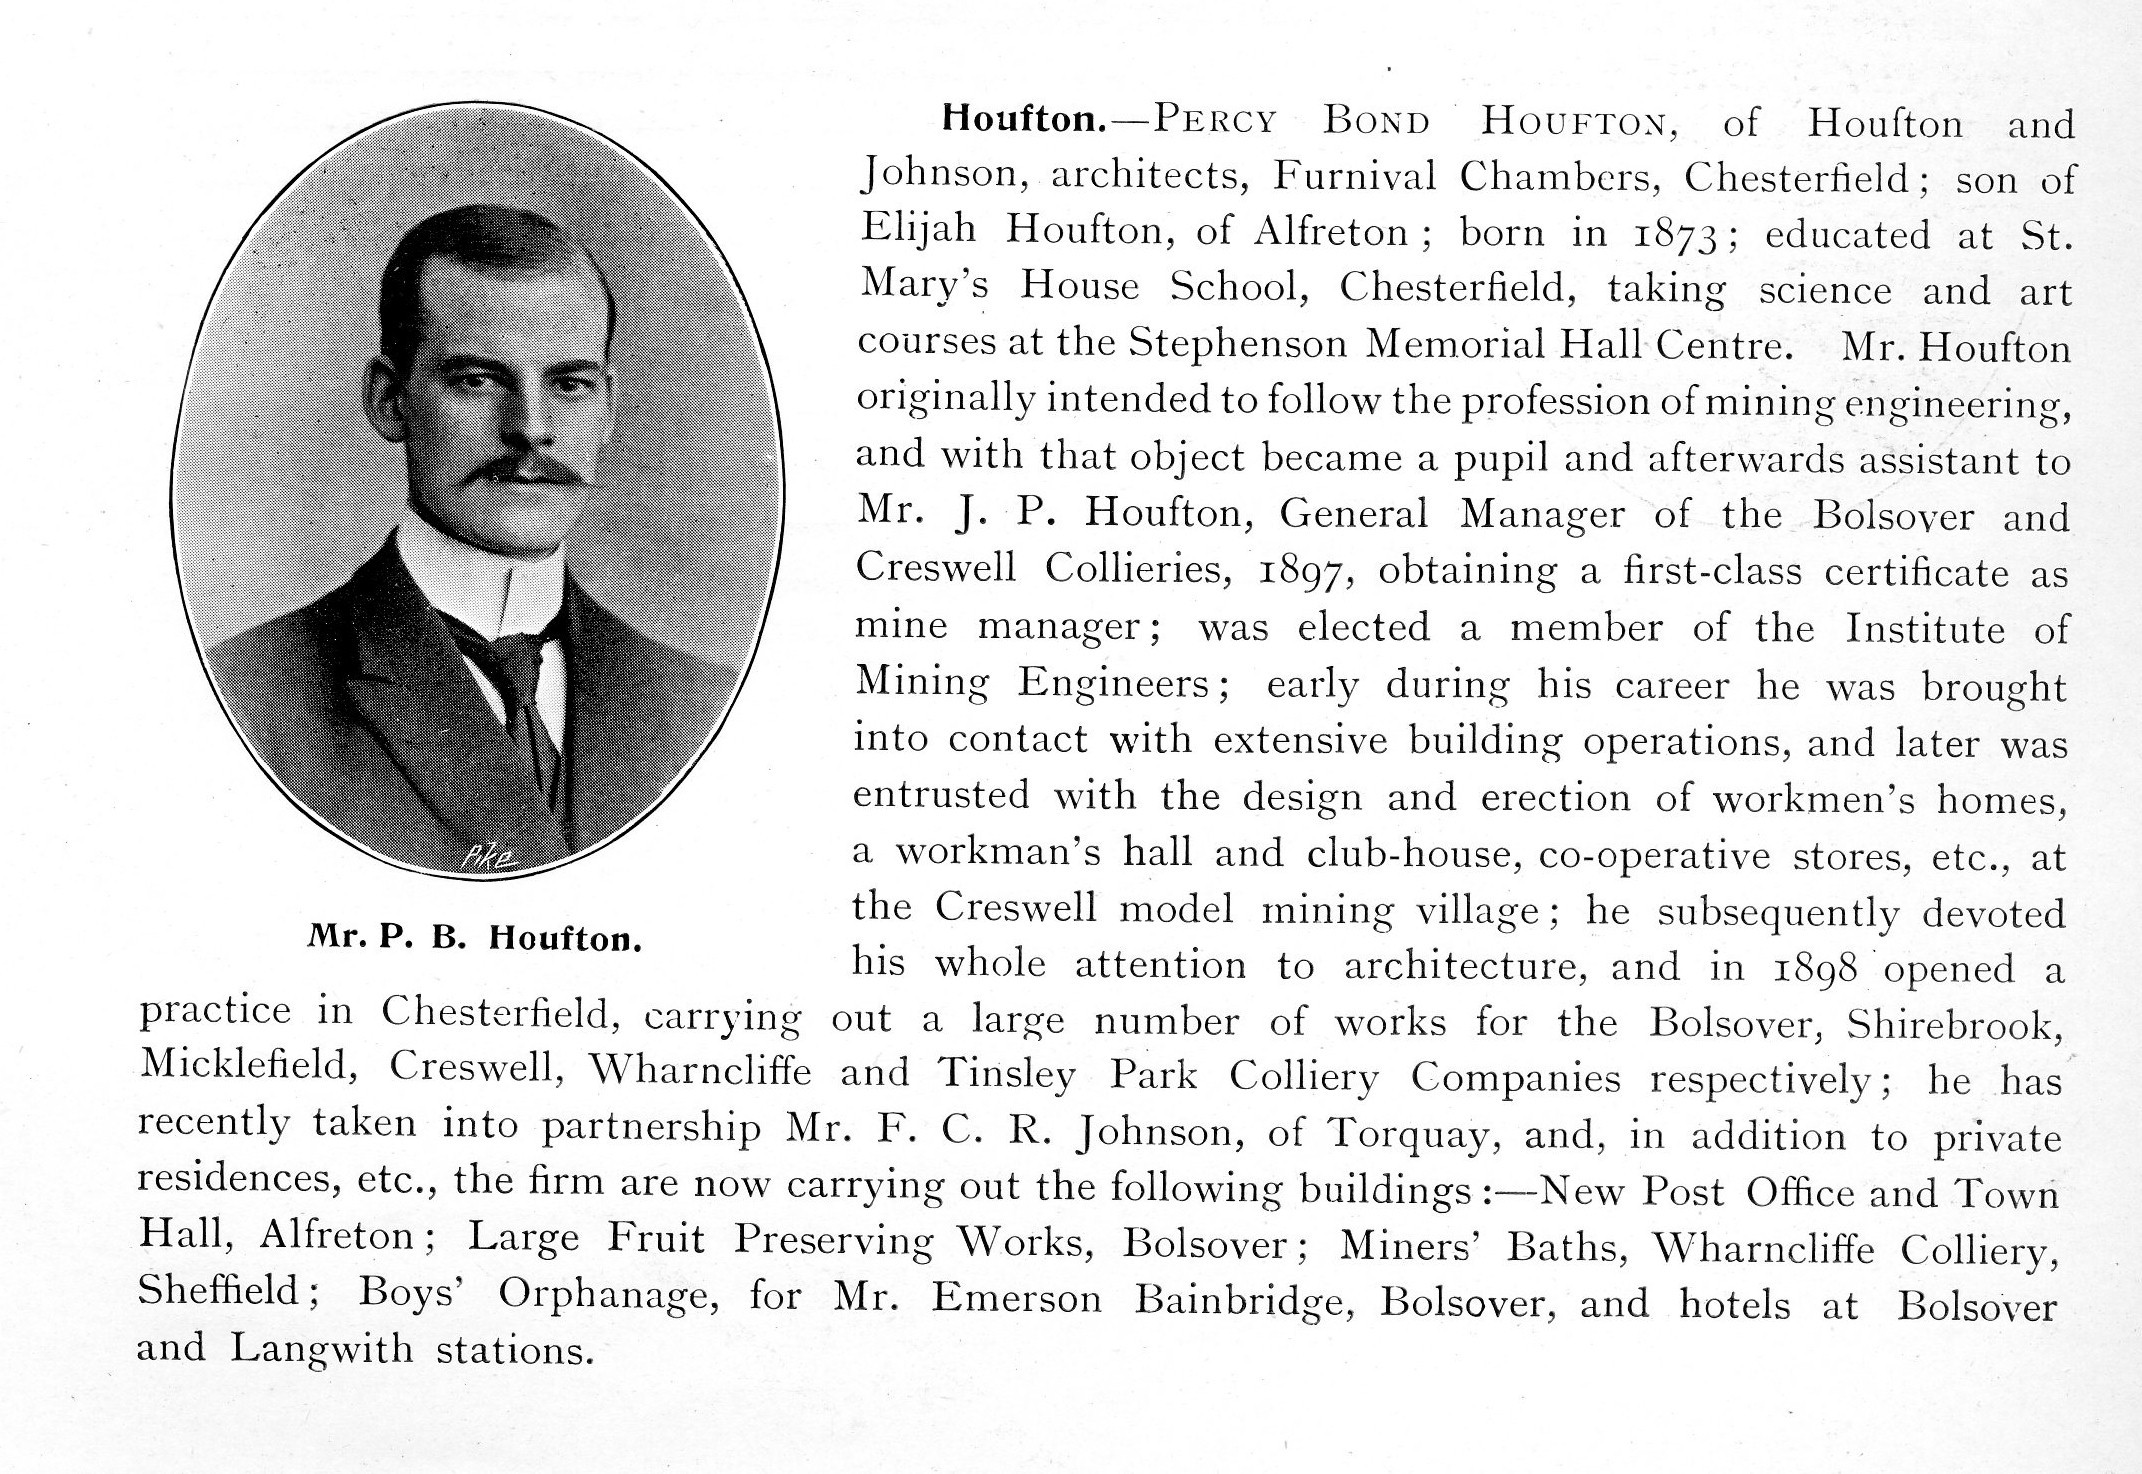 Houfton.—PERCY BOND HOUFTON, of Houfton and
Johnson, architects, Furnival Chambers, Chesterfield; son of
Elijah Houfton, of Alfreton; born in 1873; educated at St.
Mary's House School, Chesterfield, taking science and art
courses at the Stephenson Memorial Hall Centre. Mr. Houfton
originally intended to follow the profession of mining engineering,
and with that object became a pupil and afterwards assistant to
Mr. J. P. Houfton, General Manager of the Bolsover and
Creswell Collieries, 1897, obtaining a first-class certificate as
mine manager; was elected a member of the Institute of
Mining Engineers; early during his career he was brought
into contact with extensive building operations, and later was
entrusted with the design and erection of workmen's homes,
a workman's hall and club-house, co-operative stores, etc., at
the Creswell model mining village; he subsequently devoted
his whole attention to architecture, and in 1898 opened a
practice in Chesterfield, carrying out a large number of works for the Bolsover, Shirebrook,
Micklefield, Creswell, Wharncliffe and Tinsley Park Colliery Companies respectively; he has
recently taken into partnership Mr. F. C. R. Johnson, of Torquay, and, in addition to private
residences, etc., the firm are now carrying out the following buildings:—New Post Office and Town
Hall, Alfreton; Large Fruit Preserving Works, Bolsover; Miners' Baths, Wharncliffe Colliery,
Sheffield; Boys' Orphanage, for Mr. Emerson Bainbridge, Bolsover, and hotels at Bolsover
and Langwith stations.
Pike
Mr. P. B. Houfton.